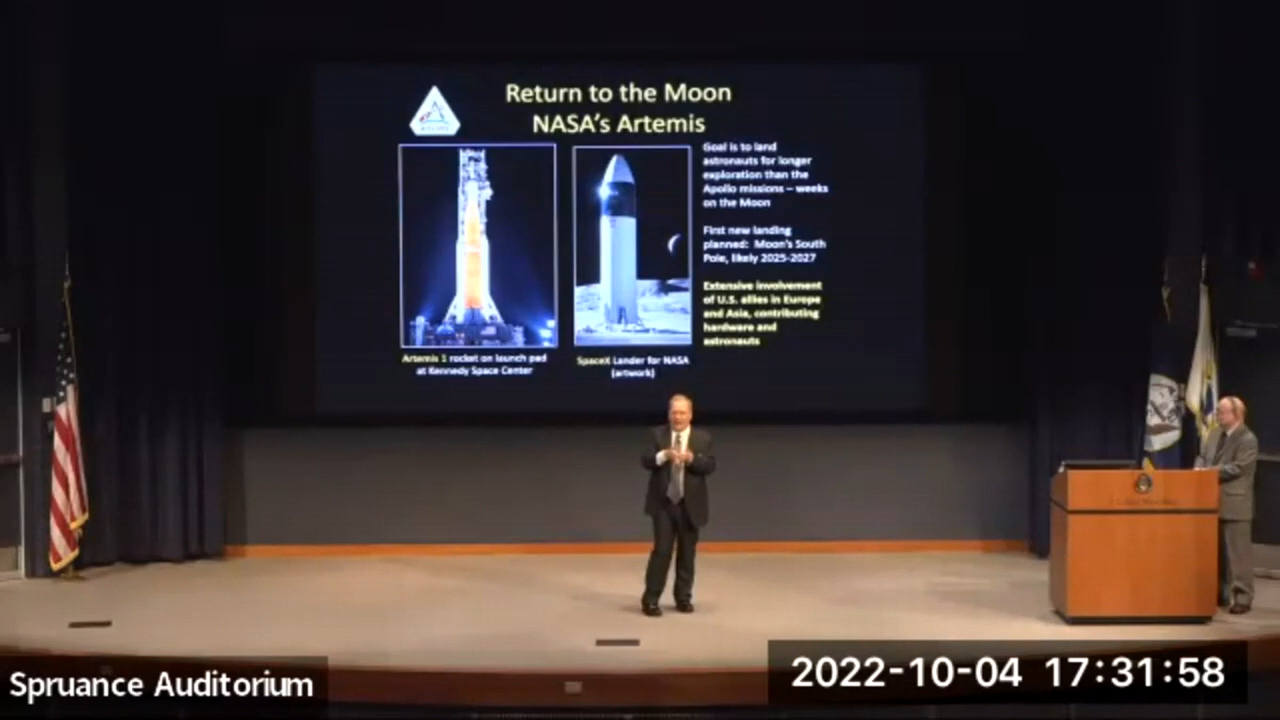 Return to the Moon
NASA's Artemis
Goal is to land
astronauts for longer
exploration than the
Apollo missions – weeks
on the Moon
First new landing
planned: Moon's South
Pole, likely 2025-2027
Extensive involvement
of U.S. allies in Europe
and Asia, contributing
hardware and
astronauts
Artemis 1 rocket on launch pad
at Kennedy Space Center
SpaceX Lander for NASA
(artwork)
Spruance Auditorium
2022-10-04 17:31:58